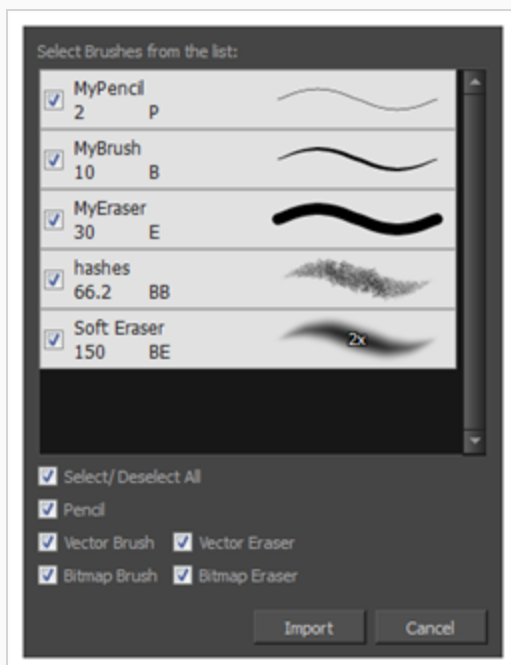 Select Brushes from the list:
MyPencil
2 P
MyBrush
10 B
MyEraser
30 E
hashes
66.2 BB
Soft Eraser
150 BE
2x
Select/ Deselect All
Pencil
Vector Brush Vector Eraser
Bitmap Brush Bitmap Eraser
Import Cancel